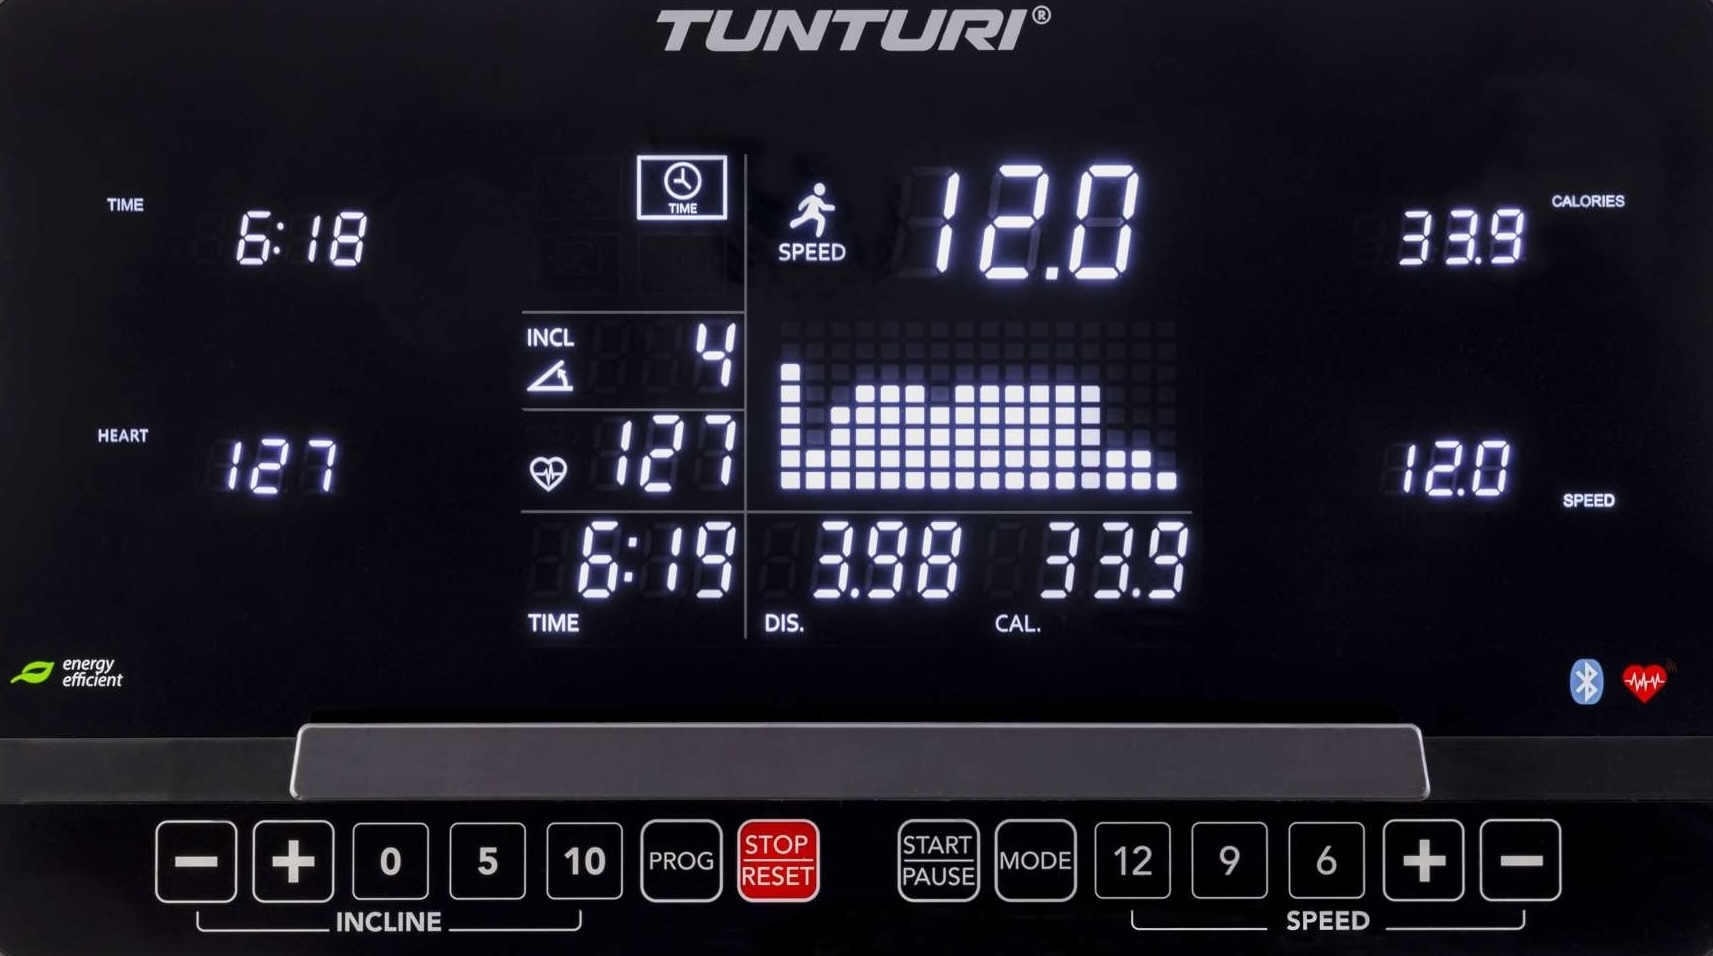 TUNTURI®
TIME
6:18
TIME
SPEED
12.0
CALORIES
33.9
INCL
4
HEART
127
127
12.0
SPEED
6:19
3.98
33.9
TIME
DIS.
CAL.
energy
efficient
0
5
10
PROG
STOP
RESET
START
PAUSE
MODE
12
9
6
INCLINE
SPEED